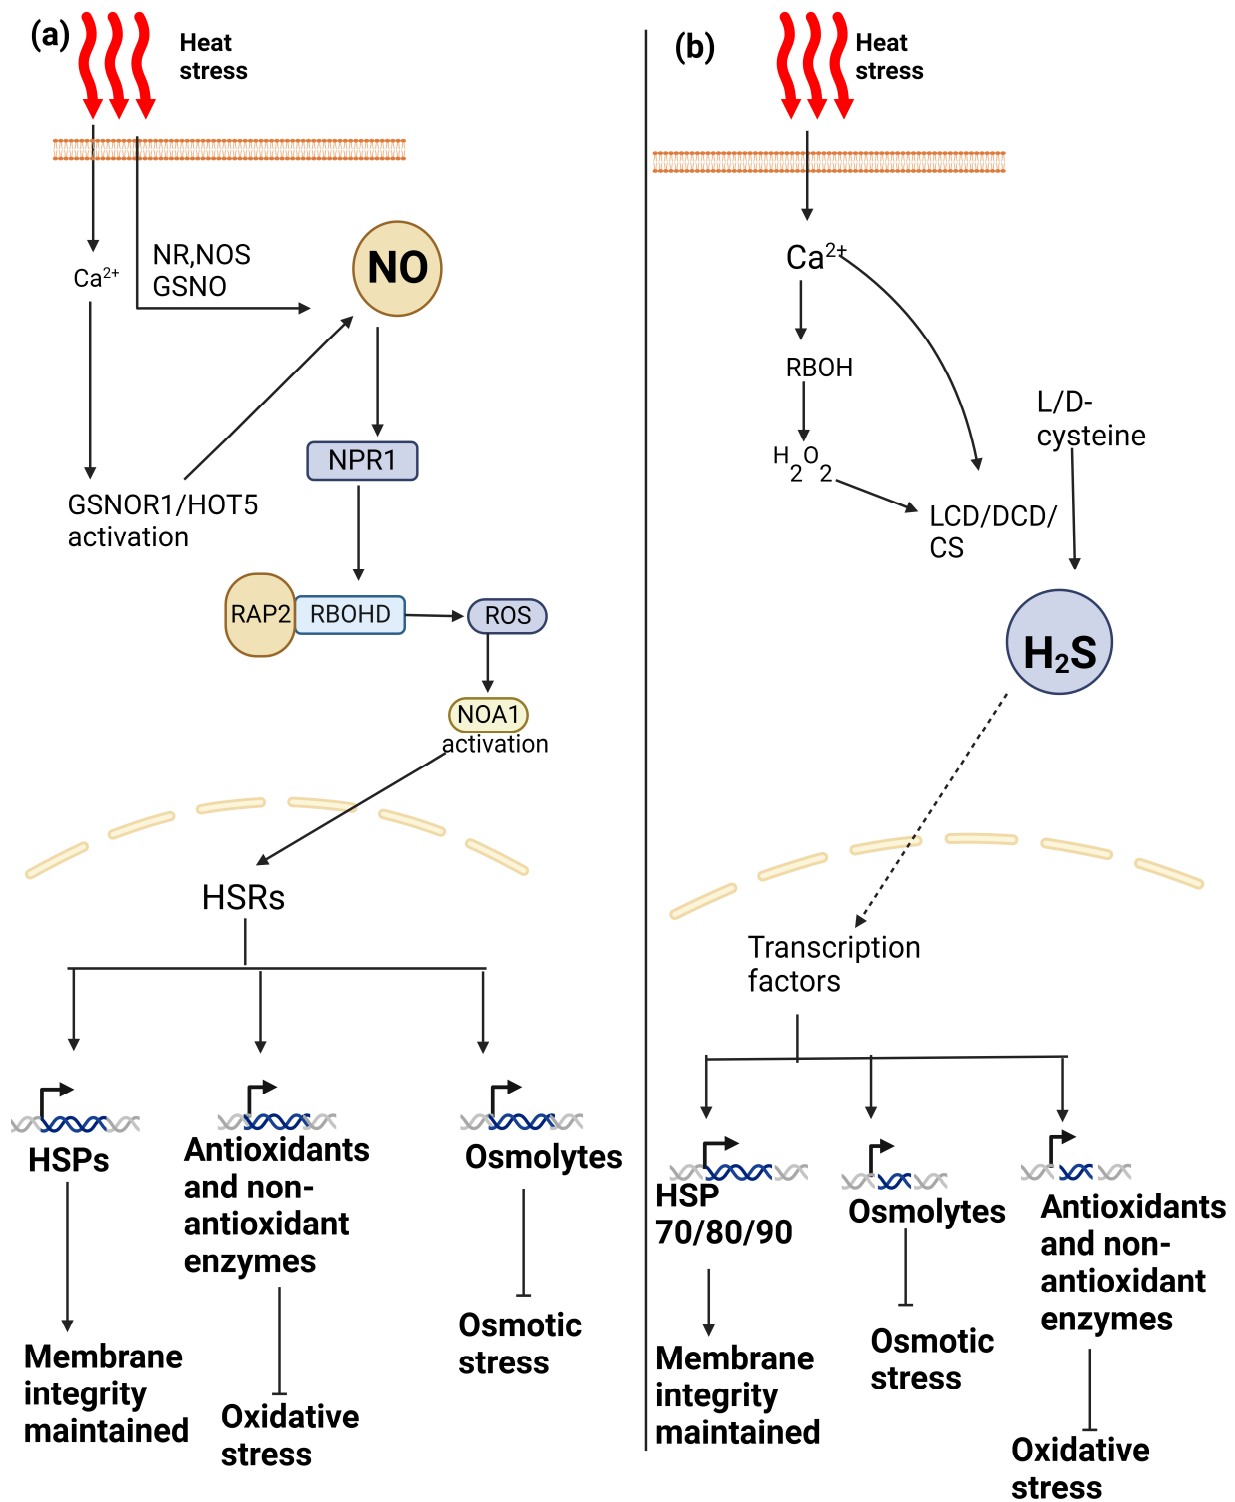 (a)
Heat
stress
Ca2+
NR,NOS
GSNO
NO
NPR1
GSNOR1/HOT5
activation
RAP2
RBOHD
ROS
NOA1
activation
HSRs
HSPs
Antioxidants
and non-
antioxidant
enzymes
Osmolytes
Membrane
integrity
maintained
Oxidative
stress
Osmotic
stress
(b)
Heat
stress
Ca2+
RBOH
H2O2
L/D-
cysteine
LCD/DCD/
CS
H2S
Transcription
factors
HSP
70/80/90
Osmolytes
Antioxidants
and non-
antioxidant
enzymes
Membrane
integrity
maintained
Osmotic
stress
Oxidative
stress